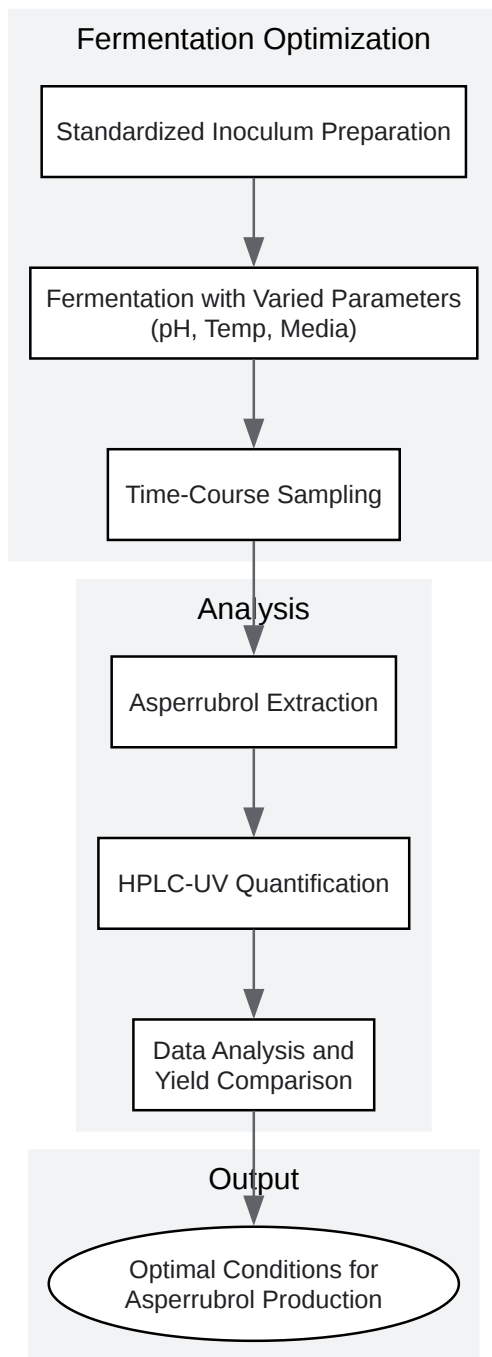 Fermentation Optimization
Standardized Inoculum Preparation
Fermentation with Varied Parameters
(pH, Temp, Media)
Time-Course Sampling
Analysis
Asperrubrol Extraction
HPLC-UV Quantification
Data Analysis and
Yield Comparison
Output
Optimal Conditions for
Asperrubrol Production